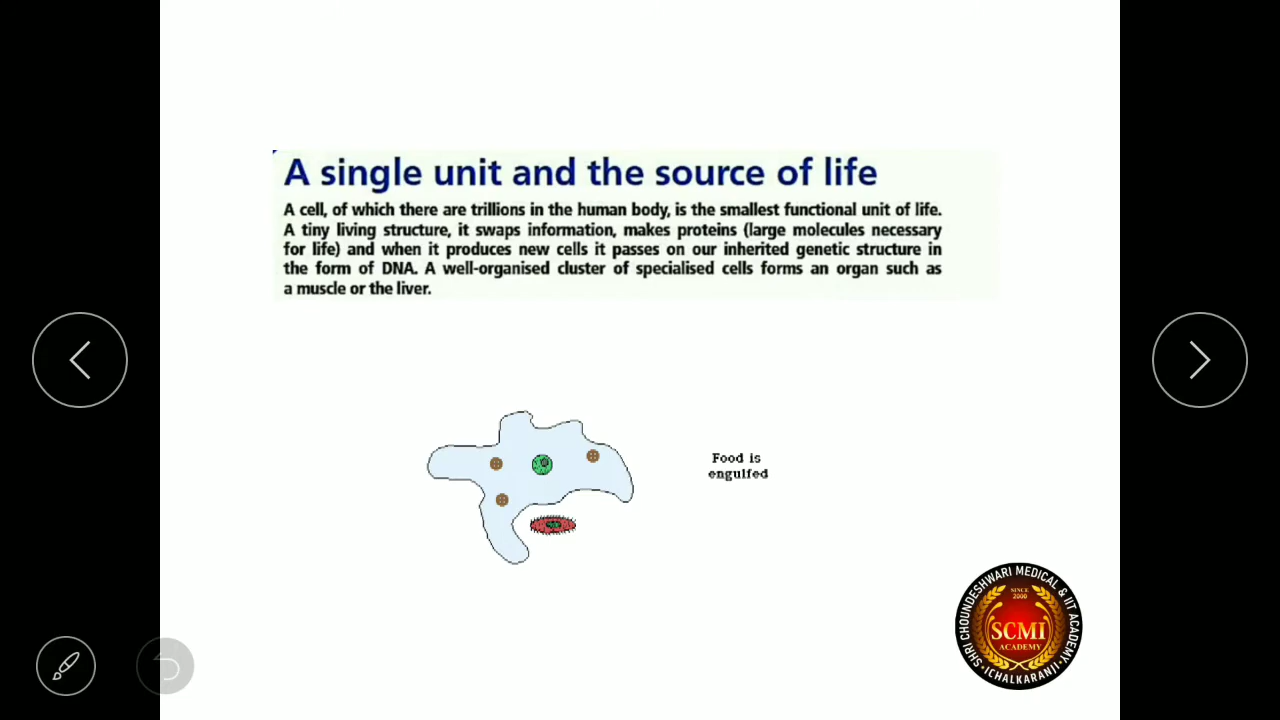 A single unit and the source of life
A cell, of which there are trillions in the human body, is the smallest functional unit of life.
A tiny living structure, it swaps information, makes proteins (large molecules necessary
for life) and when it produces new cells it passes on our inherited genetic structure in
the form of DNA. A well-organised cluster of specialised cells forms an organ such as
a muscle or the liver.
Food is
engulfed
SHRI CHOUNDESHWARI MEDICAL & IIT ACADEMY
SINCE
2000
SCMI
ACADEMY
ICHALKARANJI